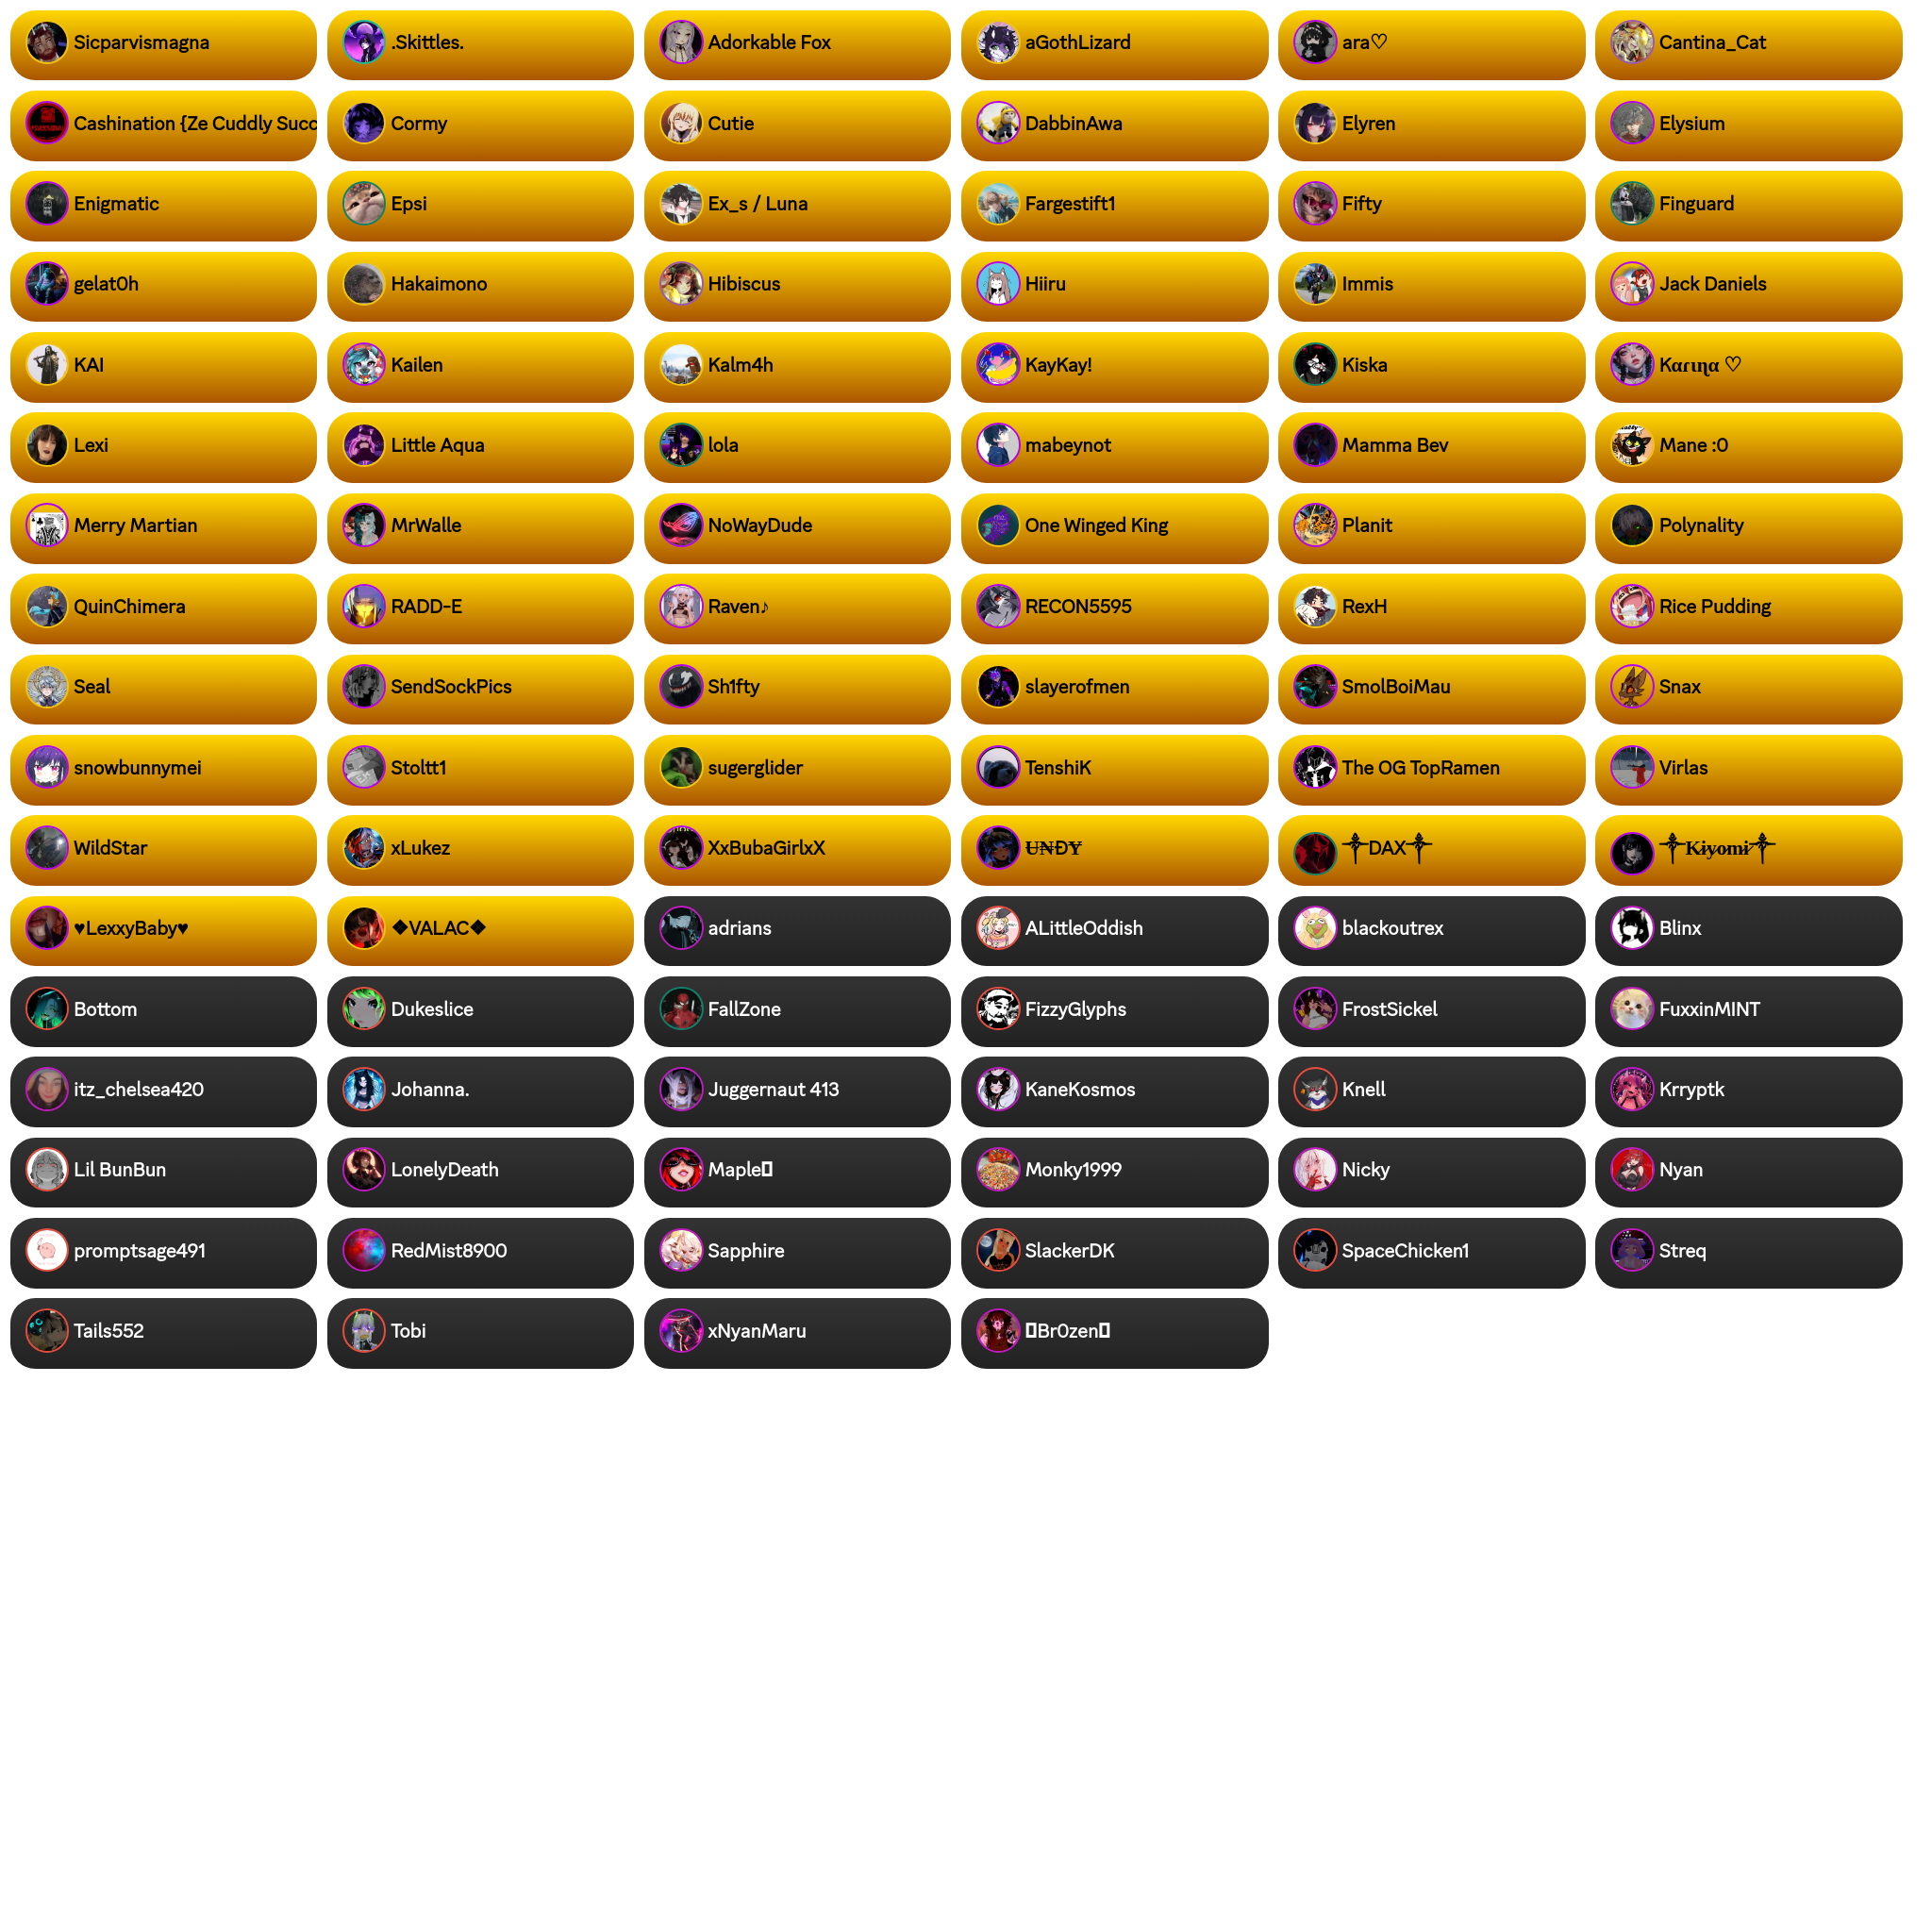 Sicparvismagna
.Skittles.
Adorkable Fox
aGothLizard
ara♡
Cantina_Cat
Cashination {Ze Cuddly Succ
Cormy
Cutie
DabbinAwa
Elyren
Elysium
Enigmatic
Epsi
Ex_s / Luna
Fargestift1
Fifty
Finguard
gelat0h
Hakaimono
Hibiscus
Hiiru
Immis
Jack Daniels
KAI
Kailen
Kalm4h
KayKay!
Kiska
Kαɾιɳα ♡
Lexi
Little Aqua
lola
mabeynot
Mamma Bev
Mane :0
Merry Martian
MrWalle
NoWayDude
One Winged King
Planit
Polynality
QuinChimera
RADD-E
Raven♪
RECON5595
RexH
Rice Pudding
Seal
SendSockPics
Sh1fty
slayerofmen
SmolBoiMau
Snax
snowbunnymei
Stoltt1
sugerglider
TenshiK
The OG TopRamen
Virlas
WildStar
xLukez
XxBubaGirlxX
U̶N̶ĐY̶
⸸DAX⸸
⸸K̷i̷y̷o̷m̷i̷⸸
♥LexxyBaby♥
❖VALAC❖
adrians
ALittleOddish
blackoutrex
Blinx
Bottom
Dukeslice
FallZone
FizzyGlyphs
FrostSickel
FuxxinMINT
itz_chelsea420
Johanna.
Juggernaut 413
KaneKosmos
Knell
Krryptk
Lil BunBun
LonelyDeath
Maple
Monky1999
Nicky
Nyan
promptsage491
RedMist8900
Sapphire
SlackerDK
SpaceChicken1
Streq
Tails552
Tobi
xNyanMaru
Br0zen